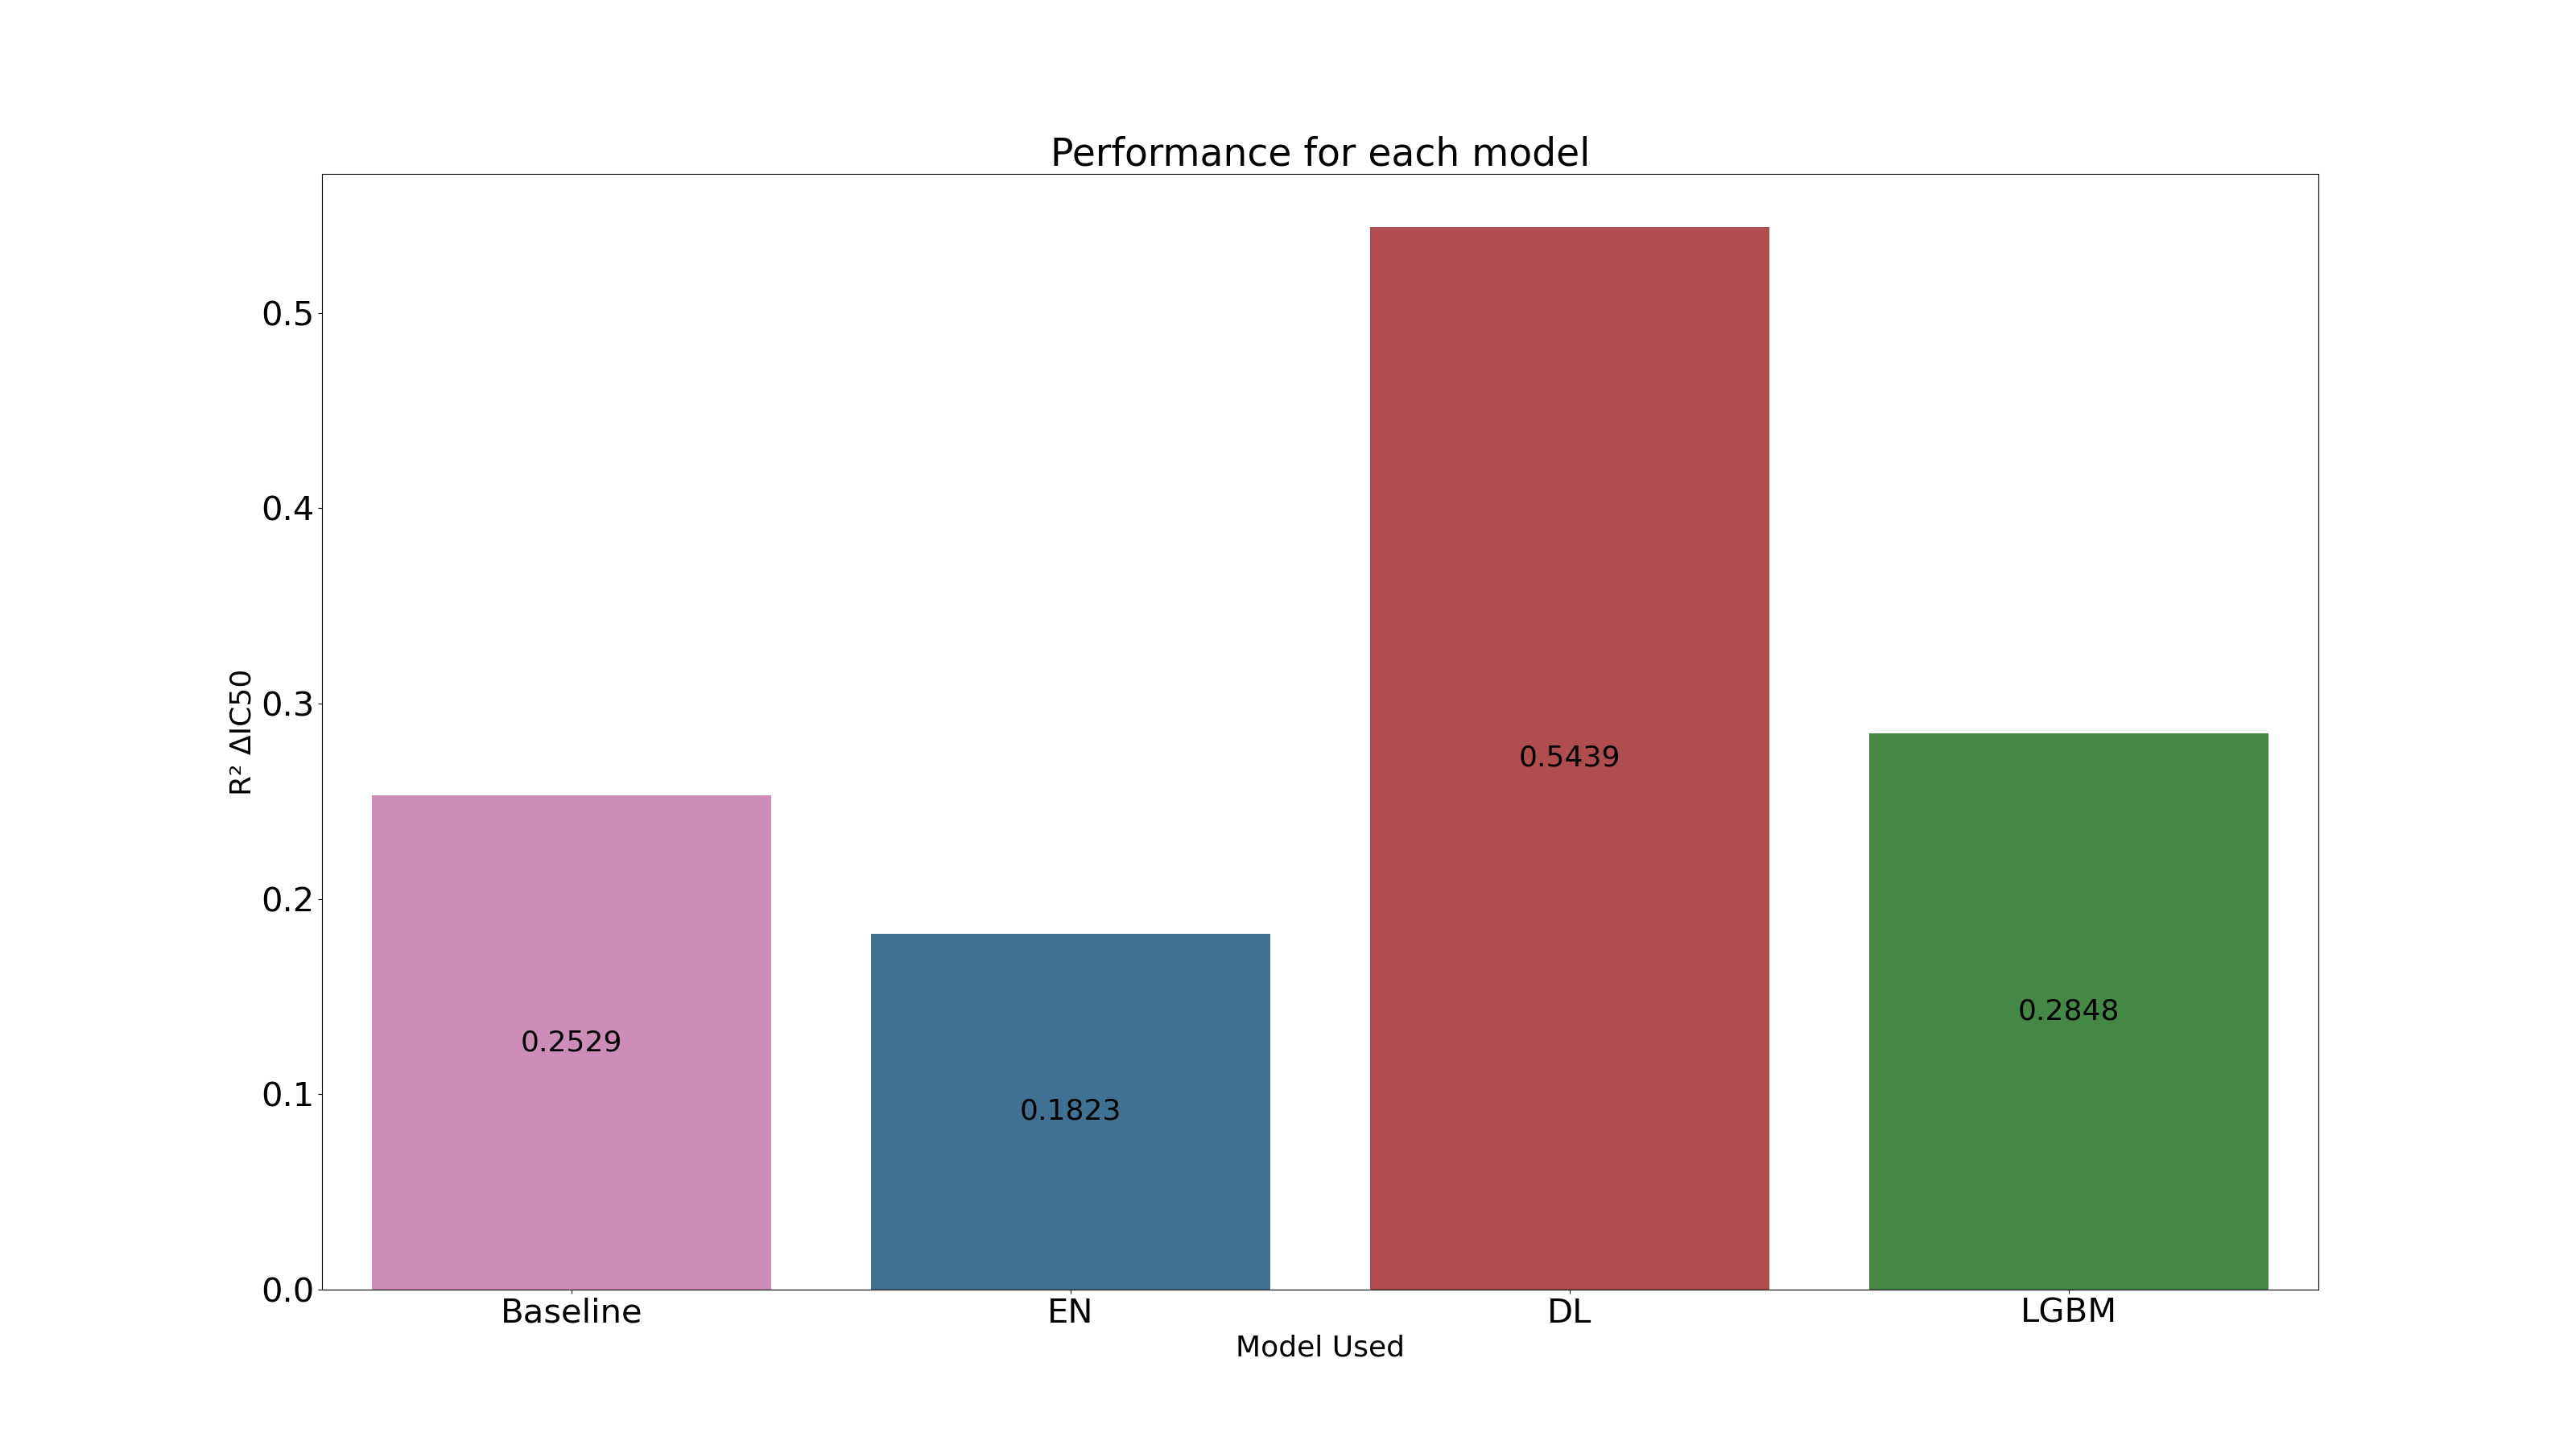 Performance for each model
0.5
0.4
0.3
0.2
0.1
0.0
R² ΔIC50
0.2529
0.1823
0.5439
0.2848
Baseline
EN
DL
LGBM
Model Used